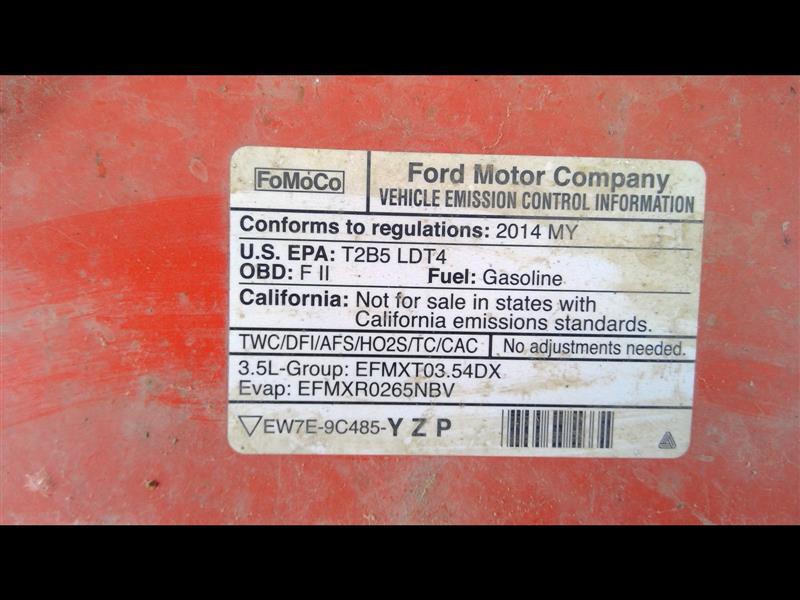 FoMoCo
Ford Motor Company
VEHICLE EMISSION CONTROL INFORMATION
Conforms to regulations: 2014 MY
U.S. EPA: T2B5 LDT4
OBD: F II Fuel: Gasoline
California: Not for sale in states with
California emissions standards.
TWC/DFI/AFS/HO2S/TC/CAC No adjustments needed.
3.5L-Group: EFMXT03.54DX
Evap: EFMXR0265NBV
EW7E-9C485-Y Z P